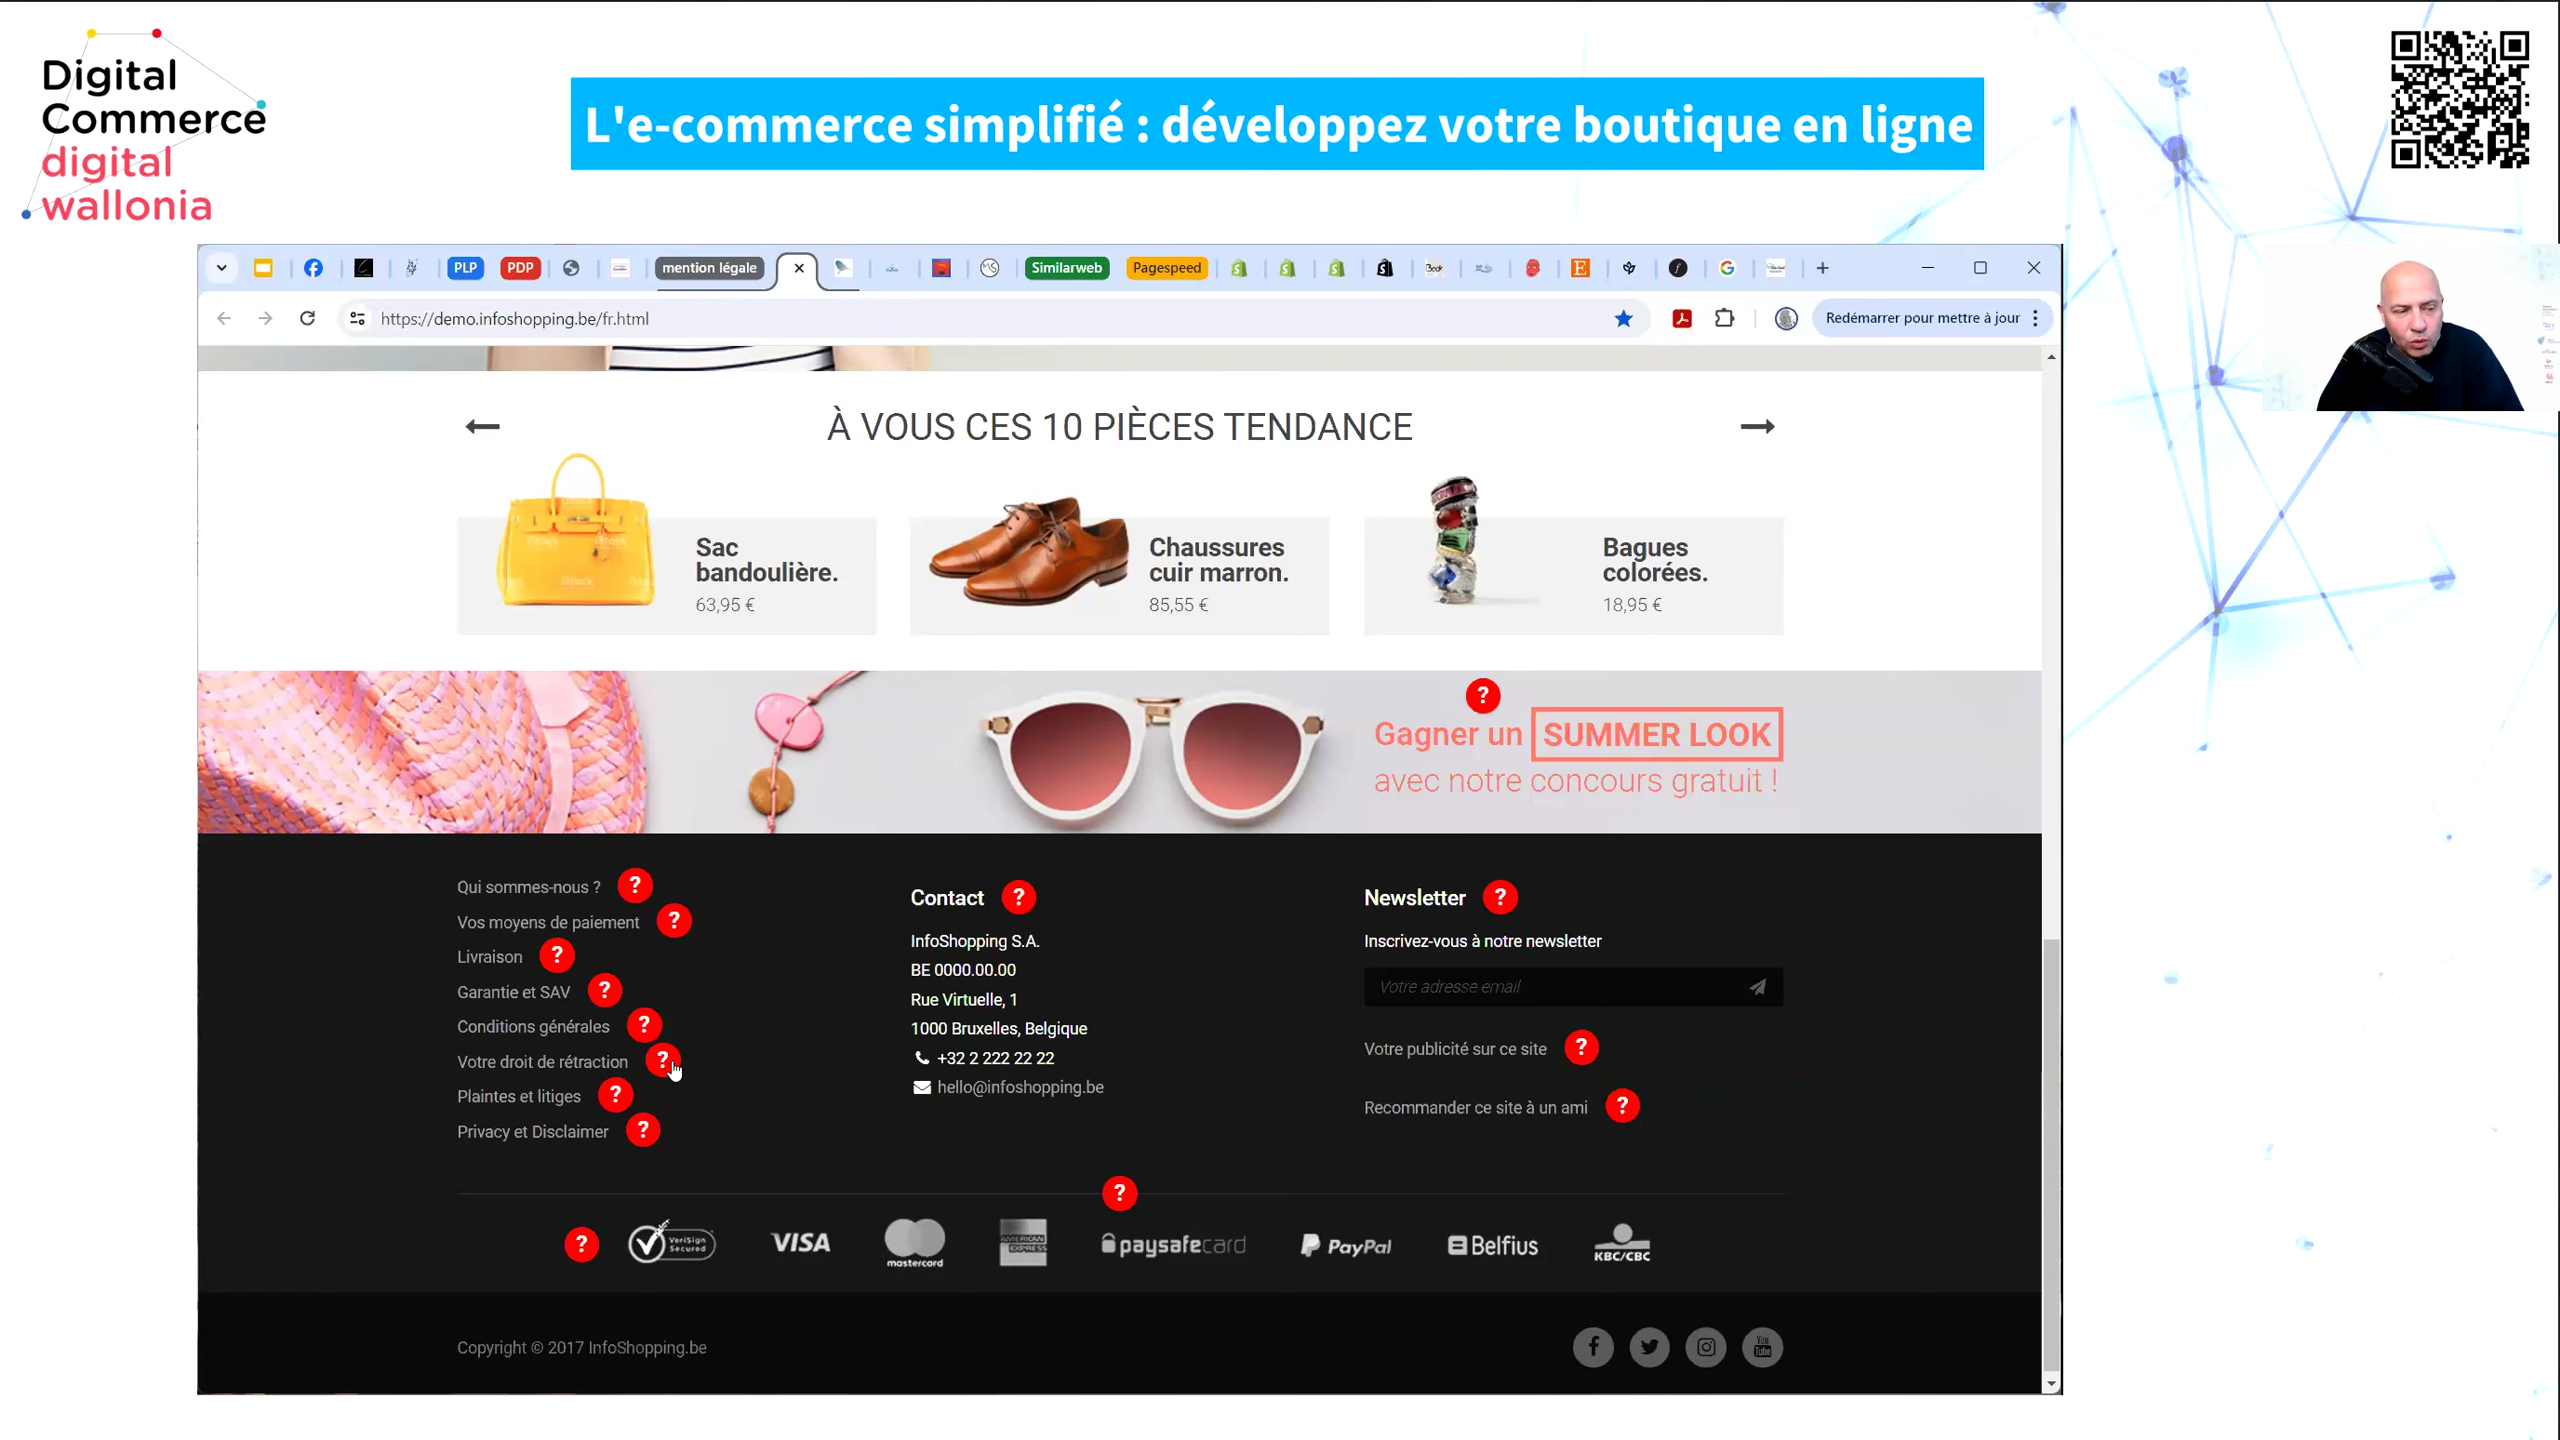 Digital
Commerce
digital
wallonia
L'e-commerce simplifié : développez votre boutique en ligne
PLP
PDP
mention légale
Similarweb
Pagespeed
https://demo.infoshopping.be/fr.html
Redémarrer pour mettre à jour
À VOUS CES 10 PIÈCES TENDANCE
Sac
bandoulière.
63,95 €
Chaussures
cuir marron.
85,55 €
Bagues
colorées.
18,95 €
?
Gagner un SUMMER LOOK
avec notre concours gratuit !
Qui sommes-nous ? ?
Vos moyens de paiement ?
Livraison ?
Garantie et SAV ?
Conditions générales ?
Votre droit de rétraction ?
Plaintes et litiges ?
Privacy et Disclaimer ?
Contact ?
InfoShopping S.A.
BE 0000.00.00
Rue Virtuelle, 1
1000 Bruxelles, Belgique
+32 2 222 22 22
hello@infoshopping.be
Newsletter ?
Inscrivez-vous à notre newsletter
Votre adresse email
Votre publicité sur ce site ?
Recommander ce site à un ami ?
?
? VeriSign Secured VISA mastercard AMERICAN EXPRESS paysafecard PayPal Belfius KBC/CBC
Copyright © 2017 InfoShopping.be
You Tube